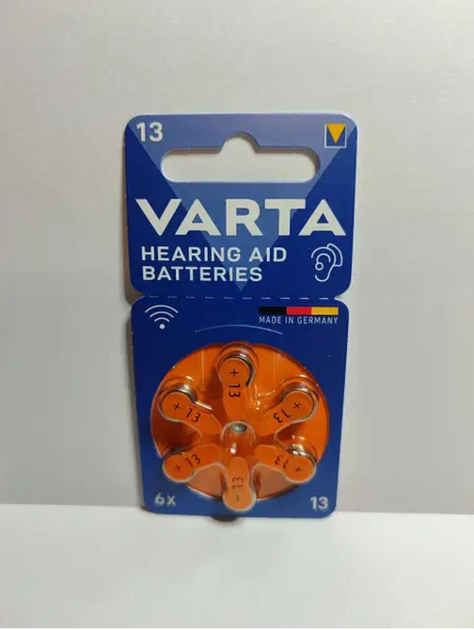 13
VARTA
HEARING AID
BATTERIES
MADE IN GERMANY
+ 13
+ 13
+ 13
+ 13
+ 13
+ 13
6x
13